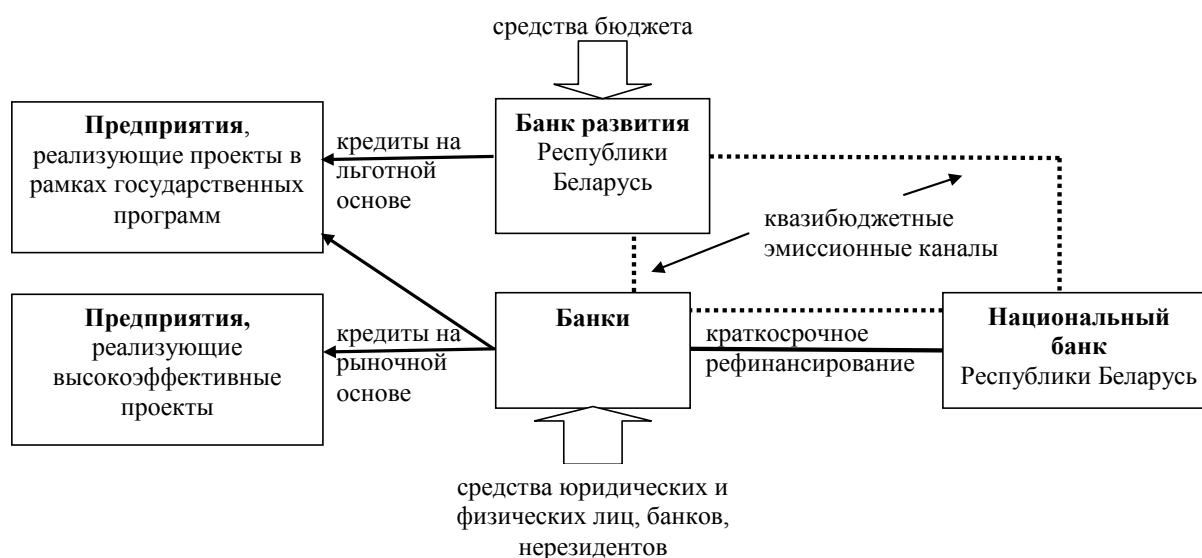 средства бюджета
Предприятия,
реализующие проекты в
рамках государственных
программ
кредиты на
льготной
основе
Банк развития
Республики
Беларусь
квазибюджетные
эмиссионные каналы
Предприятия,
реализующие
высокоэффективные
проекты
кредиты на
рыночной
основе
Банки
краткосрочное
рефинансирование
Национальный
банк
Республики Беларусь
средства юридических и
физических лиц, банков,
нерезидентов